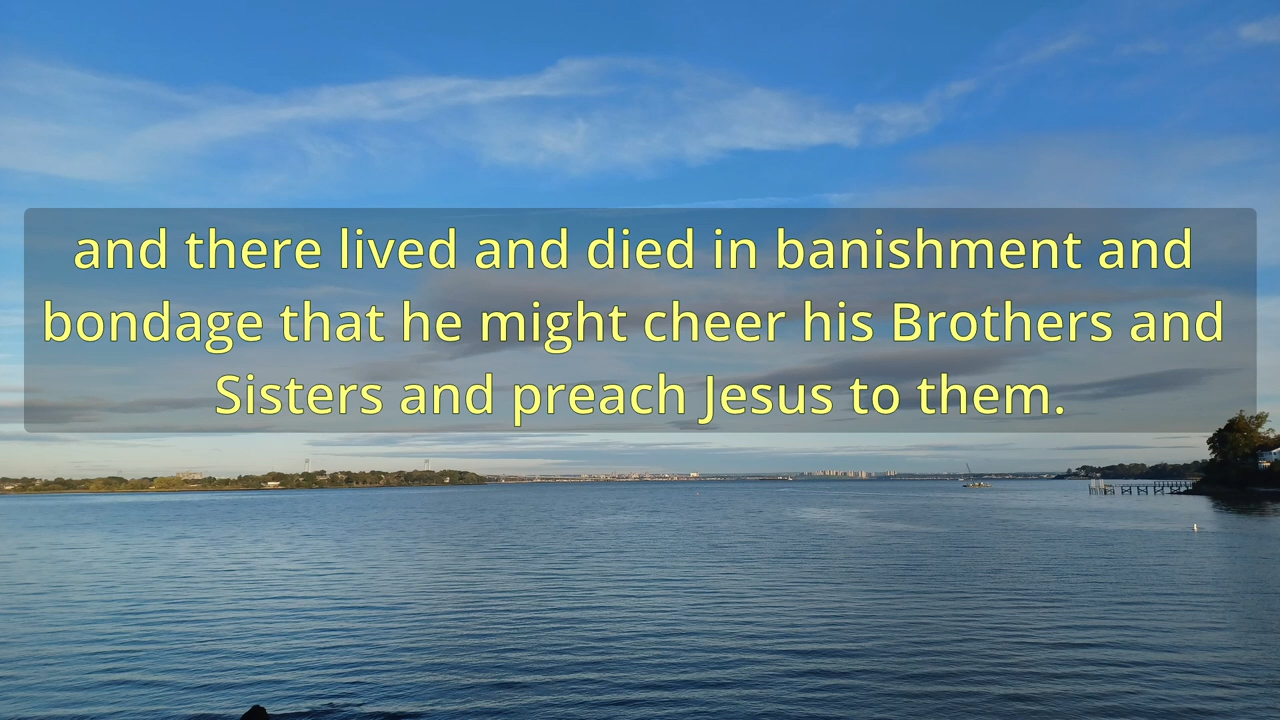 and there lived and died in banishment and
bondage that he might cheer his Brothers and
Sisters and preach Jesus to them.